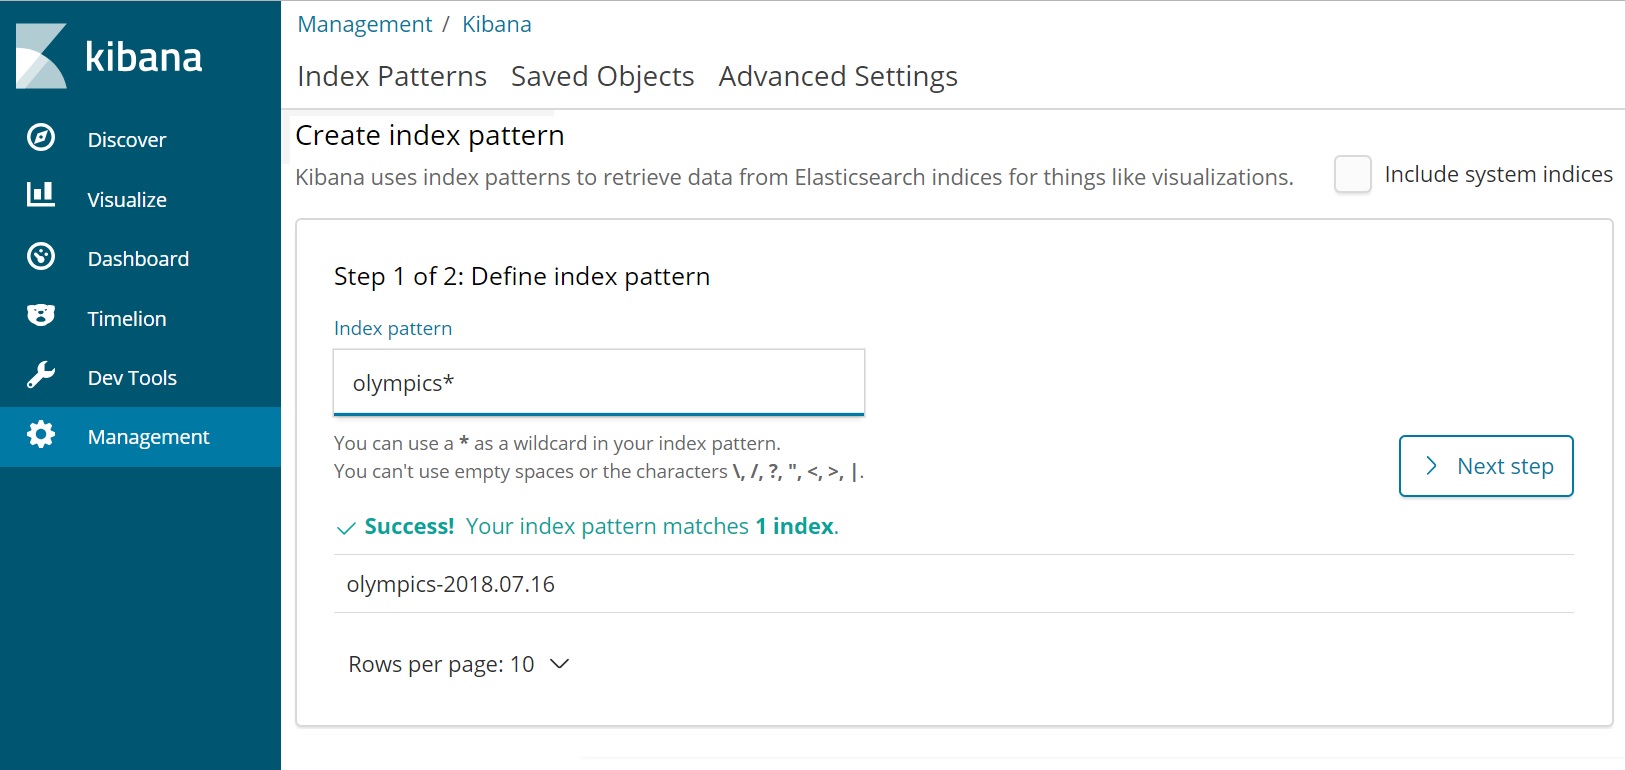 kibana
Discover
Visualize
Dashboard
Timelion
Dev Tools
Management
Management / Kibana
Index Patterns Saved Objects Advanced Settings
Create index pattern
Kibana uses index patterns to retrieve data from Elasticsearch indices for things like visualizations.
Include system indices
Step 1 of 2: Define index pattern
Index pattern
olympics*
You can use a * as a wildcard in your index pattern.
You can't use empty spaces or the characters \, /, ?, ", <, >, |.
Next step
Success! Your index pattern matches 1 index.
olympics-2018.07.16
Rows per page: 10